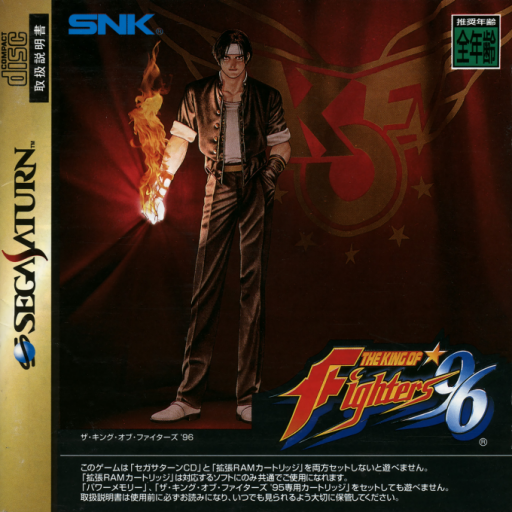 COMPACT
disc
取扱説明書
SEGA SATURN™
SNK®
推奨年齢
全年齢
KOF
THE KING OF
Fighters '96
®
ザ・キング・オブ・ファイターズ '96
このゲームは「セガサターンCD」と「拡張RAMカートリッジ」を両方セットしないと遊べません。
「拡張RAMカートリッジ」は対応するソフトにのみ共通でご使用になれます。
「パワーメモリー」、「ザ・キング・オブ・ファイターズ '95専用カートリッジ」をセットしても遊べません。
取扱説明書は使用前に必ずお読みになり、いつでも見られるよう大切に保管してください。